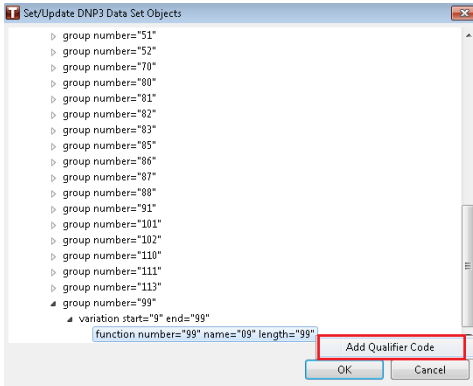 Set/Update DNP3 Data Set Objects
group number="51"
group number="52"
group number="70"
group number="80"
group number="81"
group number="82"
group number="83"
group number="85"
group number="86"
group number="87"
group number="88"
group number="91"
group number="101"
group number="102"
group number="110"
group number="111"
group number="113"
group number="99"
variation start="9" end="99"
function number="99" name="09" length="99"
Add Qualifier Code
OK Cancel